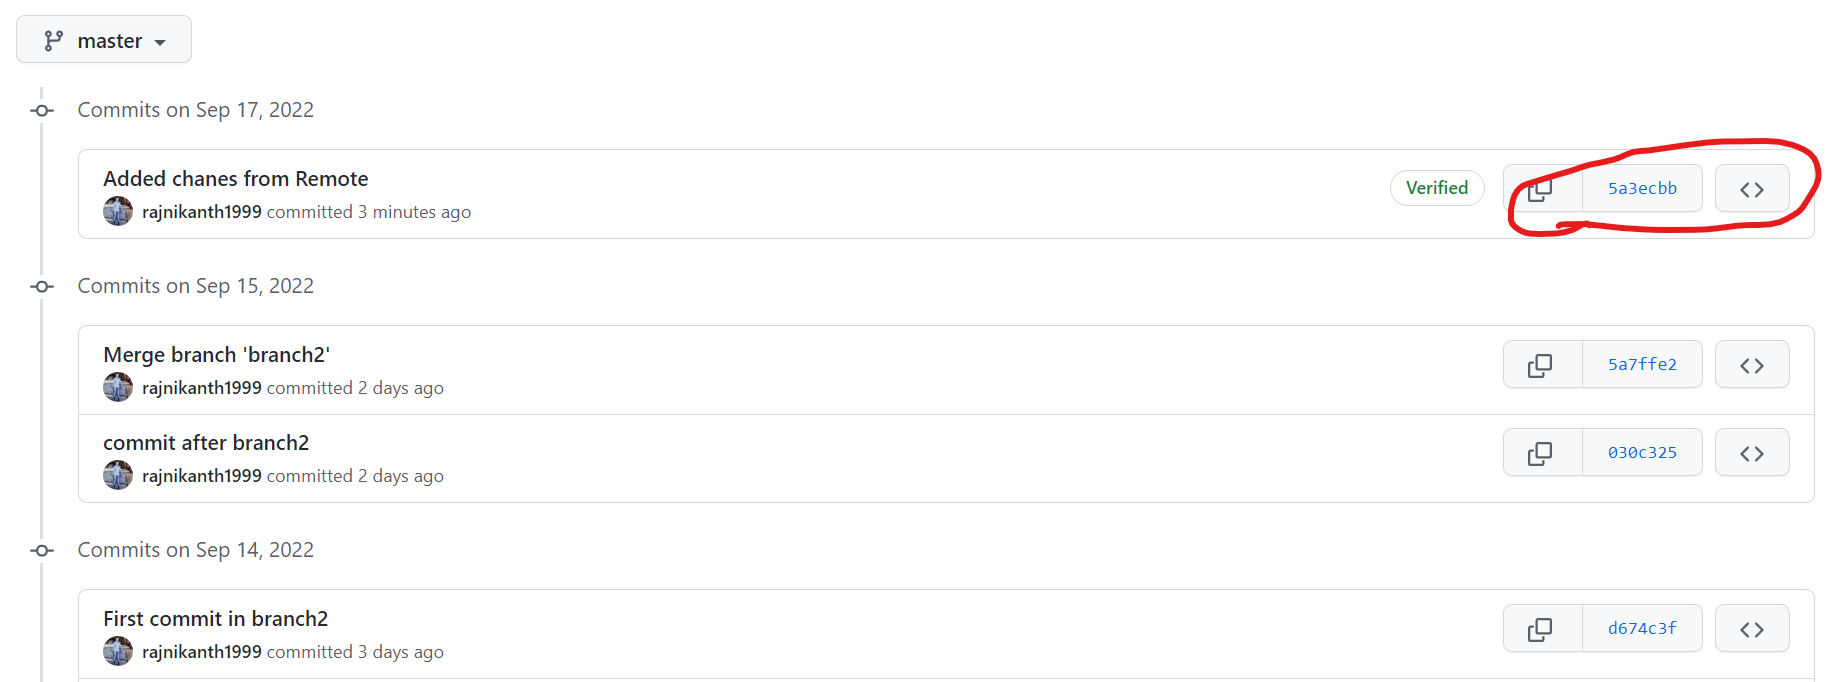 master
Commits on Sep 17, 2022
Added chanes from Remote
rajnikanth1999 committed 3 minutes ago
Verified
5a3ecbb
Commits on Sep 15, 2022
Merge branch 'branch2'
rajnikanth1999 committed 2 days ago
5a7ffe2
commit after branch2
rajnikanth1999 committed 2 days ago
030c325
Commits on Sep 14, 2022
First commit in branch2
rajnikanth1999 committed 3 days ago
d674c3f